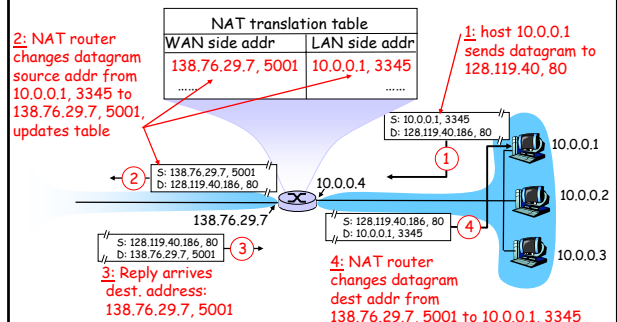 NAT translation table
WAN side addr LAN side addr
138.76.29.7, 5001 10.0.0.1, 3345
...... ......
2: NAT router
changes datagram
source addr from
10.0.0.1, 3345 to
138.76.29.7, 5001,
updates table
1: host 10.0.0.1
sends datagram to
128.119.40, 80
S: 10.0.0.1, 3345
D: 128.119.40.186, 80
1
10.0.0.1
S: 138.76.29.7, 5001
D: 128.119.40.186, 80
2
10.0.0.4
10.0.0.2
138.76.29.7
S: 128.119.40.186, 80
D: 10.0.0.1, 3345
4
S: 128.119.40.186, 80
D: 138.76.29.7, 5001
3
10.0.0.3
3: Reply arrives
dest. address:
138.76.29.7, 5001
4: NAT router
changes datagram
dest addr from
138.76.29.7, 5001 to 10.0.0.1, 3345